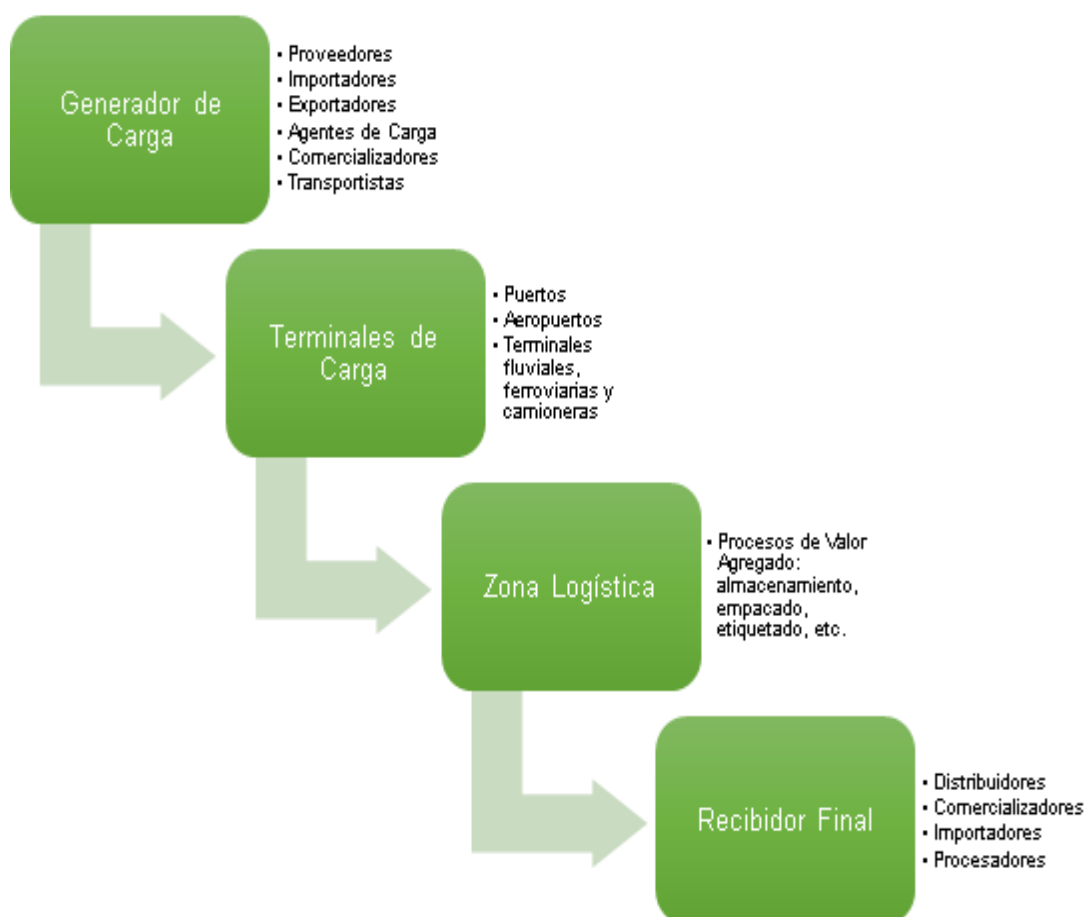 Generador de
Carga
• Proveedores
• Importadores
• Exportadores
• Agentes de Carga
• Comercializadores
• Transportistas
Terminales de
Carga
• Puertos
• Aeropuertos
• Terminales
fluviales,
ferroviarias y
camioneras
Zona Logística
• Procesos de Valor
Agregado:
almacenamiento,
empacado,
etiquetado, etc.
Recibidor Final
• Distribuidores
• Comercializadores
• Importadores
• Procesadores